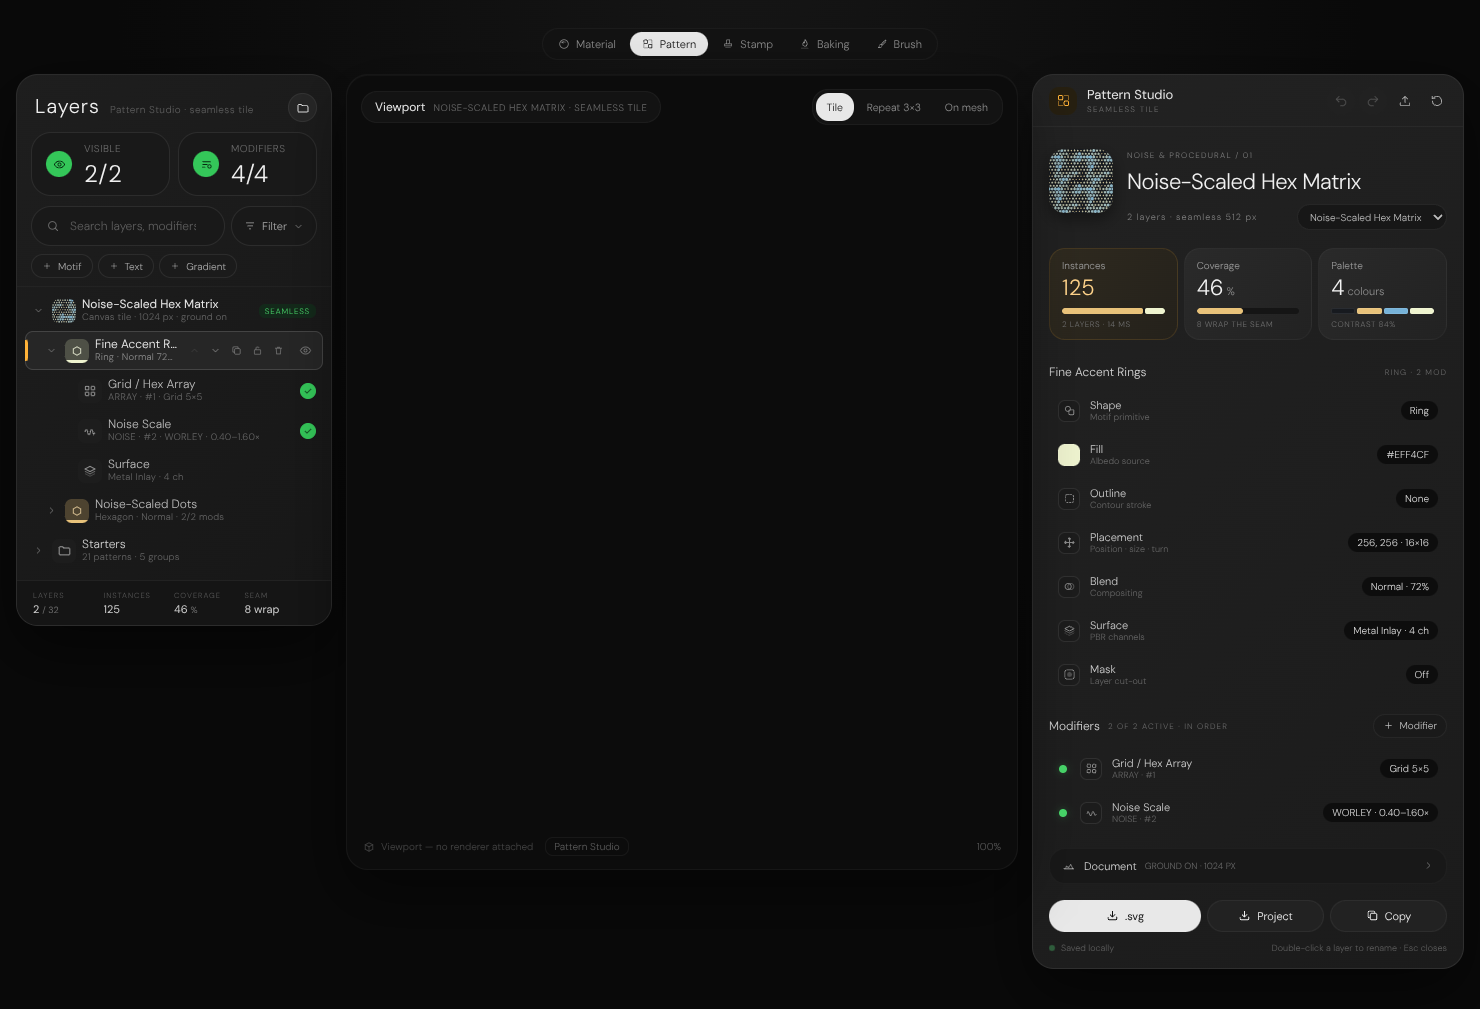 Material
Pattern
Stamp
Baking
Brush
Layers Pattern Studio · seamless tile
VISIBLE
2/2
MODIFIERS
4/4
Search layers, modifiers
Filter
+ Motif
+ Text
+ Gradient
Noise-Scaled Hex Matrix
Canvas tile · 1024 px · ground on
SEAMLESS
Fine Accent R...
Ring · Normal 72...
Grid / Hex Array
ARRAY · #1 · Grid 5×5
Noise Scale
NOISE · #2 · WORLEY · 0.40–1.60×
Surface
Metal Inlay · 4 ch
Noise-Scaled Dots
Hexagon · Normal · 2/2 mods
Starters
21 patterns · 5 groups
LAYERS
2 / 32
INSTANCES
125
COVERAGE
46 %
SEAM
8 wrap
Viewport NOISE-SCALED HEX MATRIX · SEAMLESS TILE
Tile
Repeat 3×3
On mesh
Viewport — no renderer attached
Pattern Studio
100%
Pattern Studio
SEAMLESS TILE
NOISE & PROCEDURAL / 01
Noise-Scaled Hex Matrix
2 layers · seamless 512 px
Noise-Scaled Hex Matrix
Instances
125
2 LAYERS · 14 MS
Coverage
46 %
8 WRAP THE SEAM
Palette
4 colours
CONTRAST 84%
Fine Accent Rings
RING · 2 MOD
Shape
Motif primitive
Ring
Fill
Albedo source
#EFF4CF
Outline
Contour stroke
None
Placement
Position · size · turn
256, 256 · 16×16
Blend
Compositing
Normal · 72%
Surface
PBR channels
Metal Inlay · 4 ch
Mask
Layer cut-out
Off
Modifiers 2 OF 2 ACTIVE · IN ORDER
+ Modifier
Grid / Hex Array
ARRAY · #1
Grid 5×5
Noise Scale
NOISE · #2
WORLEY · 0.40–1.60×
Document GROUND ON · 1024 PX
.svg
Project
Copy
Saved locally
Double-click a layer to rename · Esc closes